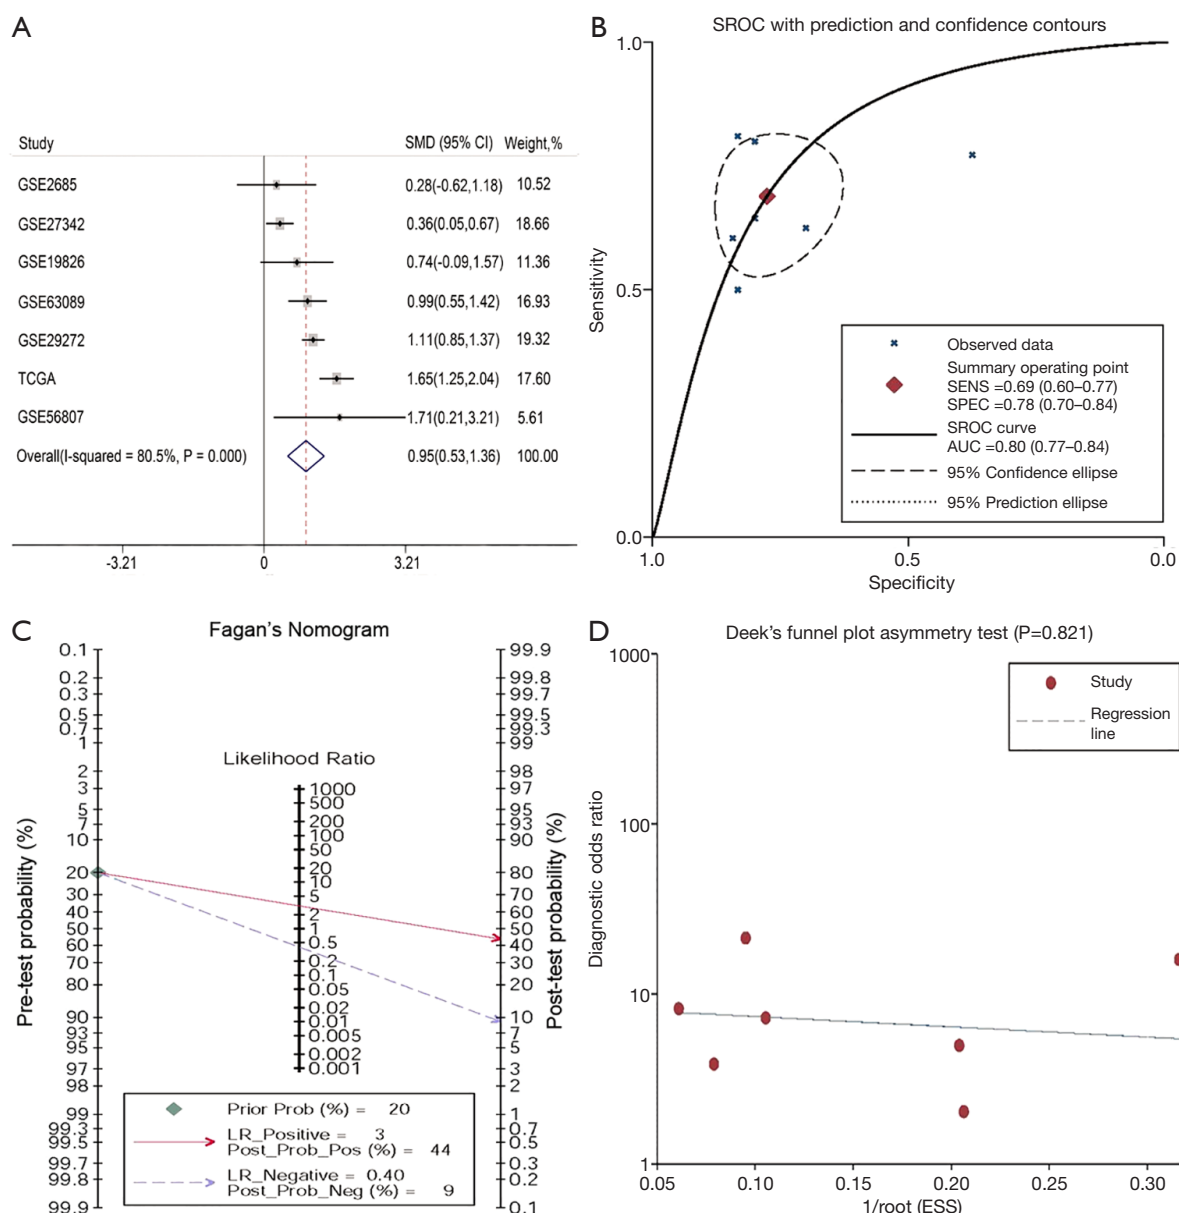 A
Study SMD (95% CI) Weight,%
GSE2685 0.28(-0.62,1.18) 10.52
GSE27342 0.36(0.05,0.67) 18.66
GSE19826 0.74(-0.09,1.57) 11.36
GSE63089 0.99(0.55,1.42) 16.93
GSE29272 1.11(0.85,1.37) 19.32
TCGA 1.65(1.25,2.04) 17.60
GSE56807 1.71(0.21,3.21) 5.61
Overall(I-squared = 80.5%, P = 0.000) 0.95(0.53,1.36) 100.00
-3.21 0 3.21
B
SROC with prediction and confidence contours
1.0
0.5
0.0
Sensitivity
Observed data
Summary operating point
SENS =0.69 (0.60–0.77)
SPEC =0.78 (0.70–0.84)
SROC curve
AUC =0.80 (0.77–0.84)
95% Confidence ellipse
95% Prediction ellipse
1.0 0.5 0.0
Specificity
C
Fagan's Nomogram
Pre-test probability (%)
0.1
0.2
0.3
0.5
0.7
1
2
3
5
7
10
20
30
40
50
60
70
80
90
93
95
97
98
99
99.3
99.5
99.7
99.8
99.9
Likelihood Ratio
1000
500
200
100
50
20
10
5
2
1
0.5
0.2
0.1
0.05
0.02
0.01
0.005
0.002
0.001
99.9
99.8
99.7
99.5
99.3
99
98
97
95
93
90
80
70
60
50
40
30
20
10
7
5
3
2
1
0.7
0.5
0.3
0.2
0.1
Post-test probability (%)
Prior Prob (%) = 20
LR_Positive = 3
Post_Prob_Pos (%) = 44
LR_Negative = 0.40
Post_Prob_Neg (%) = 9
D
Deek's funnel plot asymmetry test (P=0.821)
1000
100
10
1
Diagnostic odds ratio
Study
Regression
line
0.05 0.10 0.15 0.20 0.30
1/root (ESS)